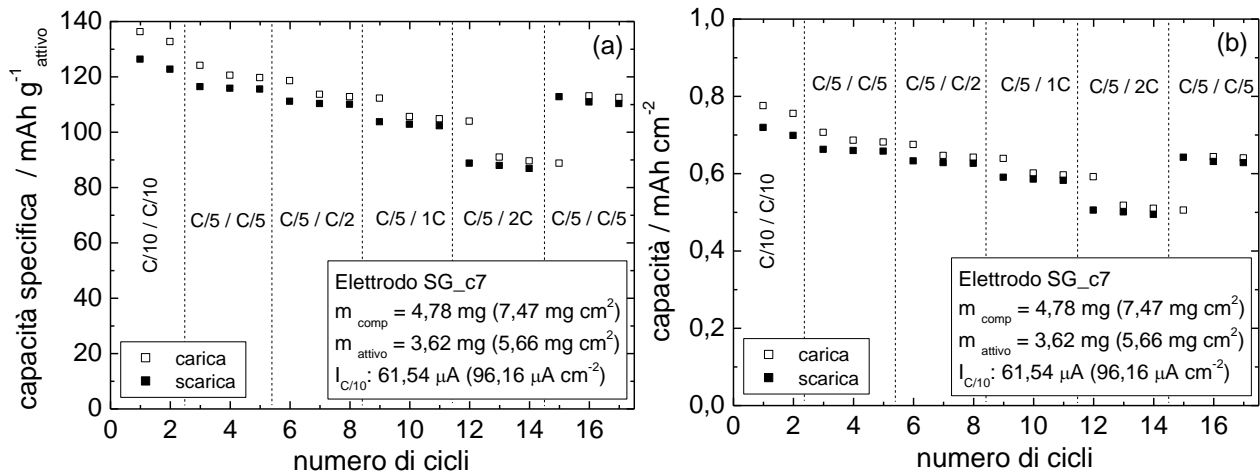 (a)
capacità specifica / mAh g⁻¹ attivo
140
120
100
80
60
40
20
0
C/10 / C/10
C/5 / C/5
C/5 / C/2
C/5 / 1C
C/5 / 2C
C/5 / C/5
Elettrodo SG_c7
m comp = 4,78 mg (7,47 mg cm²)
m attivo = 3,62 mg (5,66 mg cm²)
I C/10: 61,54 μA (96,16 μA cm⁻²)
carica
scarica
0 2 4 6 8 10 12 14 16
numero di cicli
(b)
capacità / mAh cm⁻²
1,0
0,8
0,6
0,4
0,2
0,0
C/10 / C/10
C/5 / C/5
C/5 / C/2
C/5 / 1C
C/5 / 2C
C/5 / C/5
Elettrodo SG_c7
m comp = 4,78 mg (7,47 mg cm²)
m attivo = 3,62 mg (5,66 mg cm²)
I C/10: 61,54 μA (96,16 μA cm⁻²)
carica
scarica
0 2 4 6 8 10 12 14 16
numero di cicli